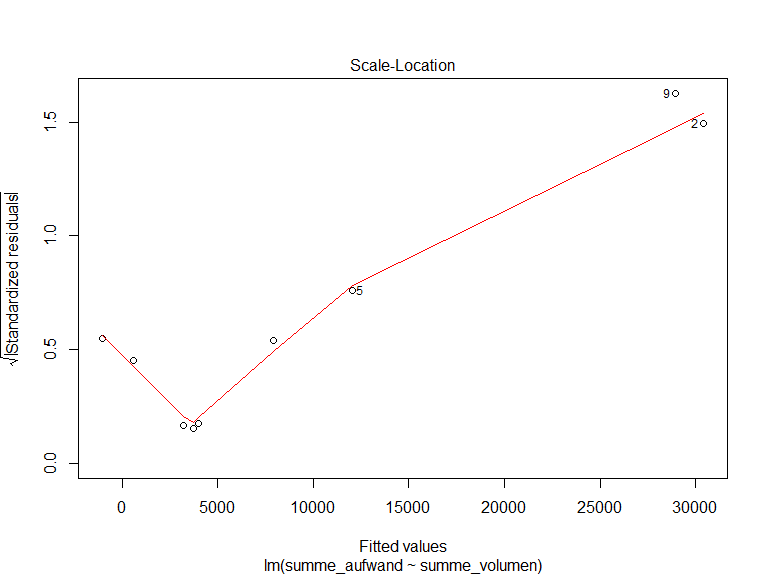 Scale-Location
√|Standardized residuals|
1.5
1.0
0.5
0.0
9
2
5
0 5000 10000 15000 20000 25000 30000
Fitted values
lm(summe_aufwand ~ summe_volumen)